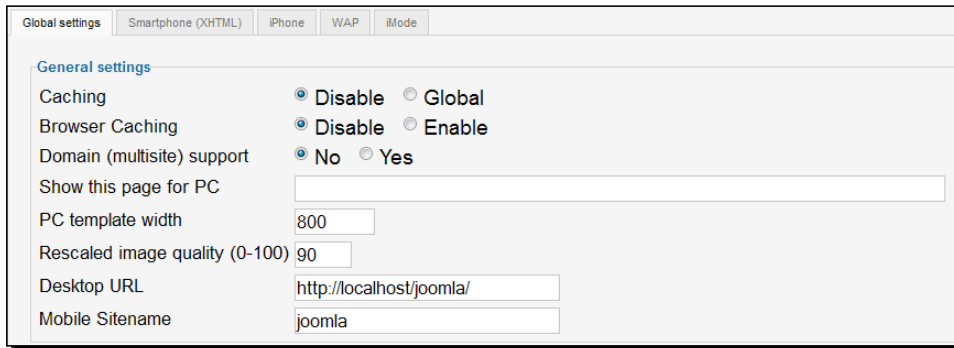 Global settings Smartphone (XHTML) iPhone WAP iMode
General settings
Caching Disable Global
Browser Caching Disable Enable
Domain (multisite) support No Yes
Show this page for PC
PC template width 800
Rescaled image quality (0-100) 90
Desktop URL http://localhost/joomla/
Mobile Sitename joomla